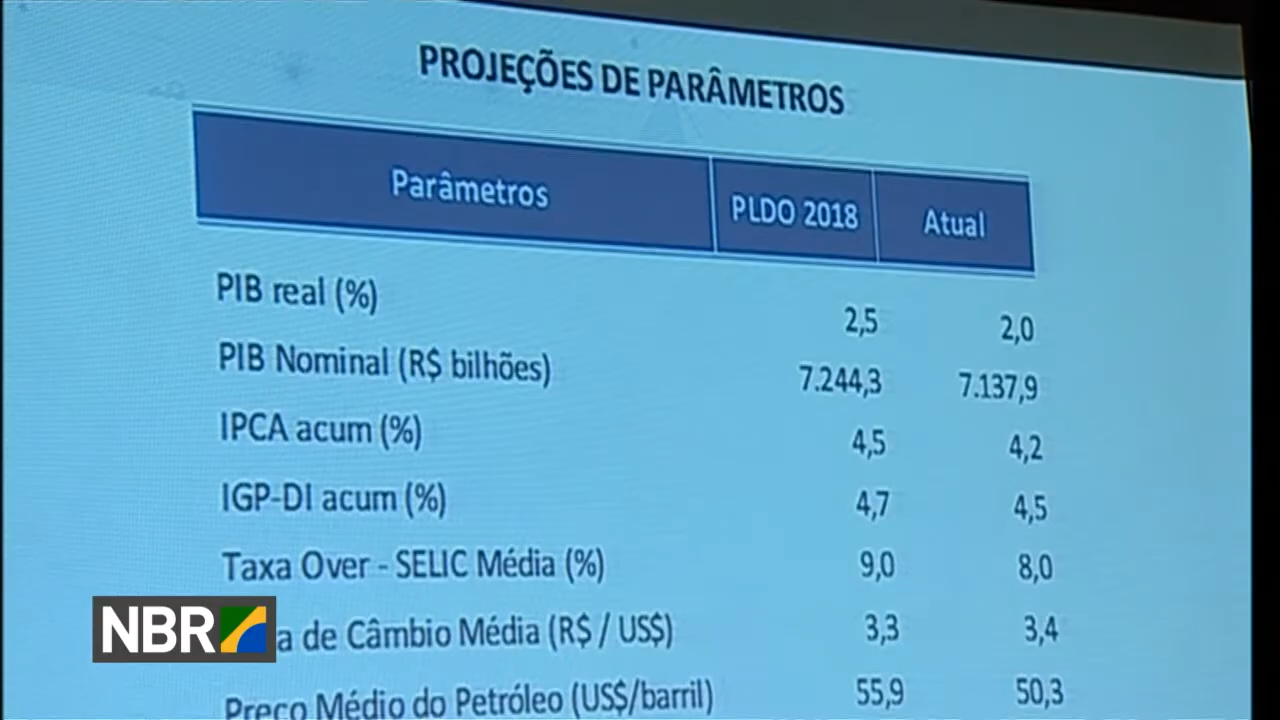 PROJEÇÕES DE PARÂMETROS
Parâmetros PLDO 2018 Atual
PIB real (%) 2,5 2,0
PIB Nominal (R$ bilhões) 7.244,3 7.137,9
IPCA acum (%) 4,5 4,2
IGP-DI acum (%) 4,7 4,5
Taxa Over - SELIC Média (%) 9,0 8,0
a de Câmbio Média (R$ / US$) 3,3 3,4
Preço Médio do Petróleo (US$/barril) 55,9 50,3
NBR